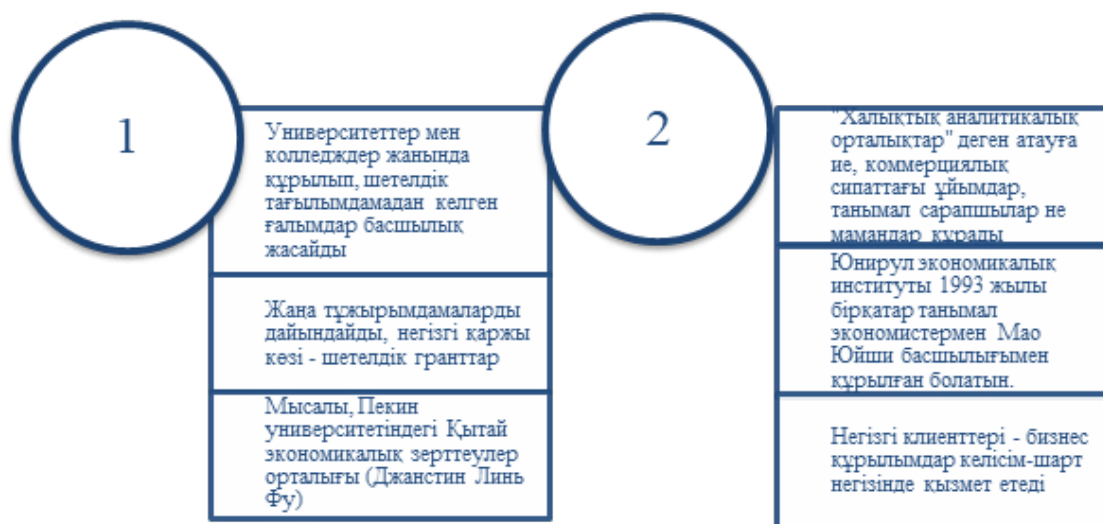 1
Университеттер мен
колледждер жанында
құрылып, шетелдік
тағылымдамадан келген
ғалымдар басшылық
жасайды
Жаңа тұжырымдамаларды
дайындайды, негізгі қаржы
көзі - шетелдік гранттар
Мысалы, Пекин
университетіндегі Қытай
экономикалық зерттеулер
орталығы (Джанстин Линь
Фу)
2
"Халықтық аналитикалық
орталықтар" деген атауға
ие, коммерциялық
сипаттағы ұйымдар,
танымал сарапшылар не
мамандар құрады
Юнирул экономикалық
институты 1993 жылы
бірқатар танымал
экономистермен Мао
Юйши басшылығымен
құрылған болатын.
Негізгі клиенттері - бизнес
құрылымдар келісім-шарт
негізінде қызмет етеді